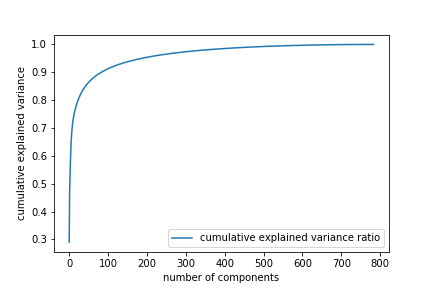 1.0
0.9
0.8
0.7
0.6
0.5
0.4
0.3
cumulative explained variance
cumulative explained variance ratio
0 100 200 300 400 500 600 700 800
number of components